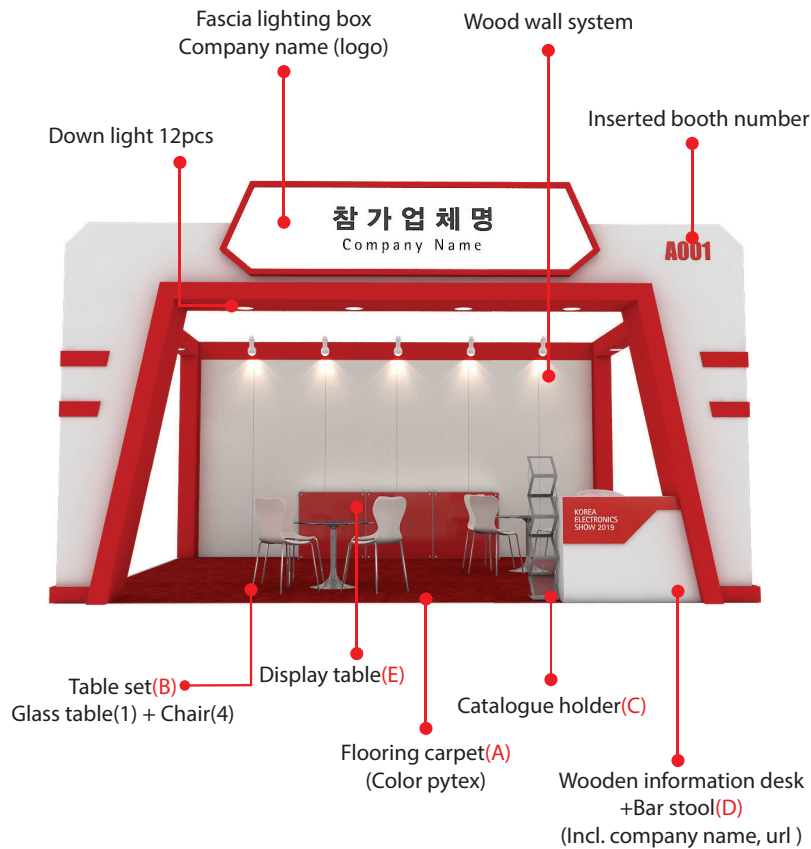 Fascia lighting box
Company name (logo)
Wood wall system
Down light 12pcs
Inserted booth number
참가업체명
Company Name
A001
KOREA
ELECTRONICS
SHOW 2019
Table set(B)
Glass table(1) + Chair(4)
Display table(E)
Catalogue holder(C)
Flooring carpet(A)
(Color pytex)
Wooden information desk
+Bar stool(D)
(Incl. company name, url )